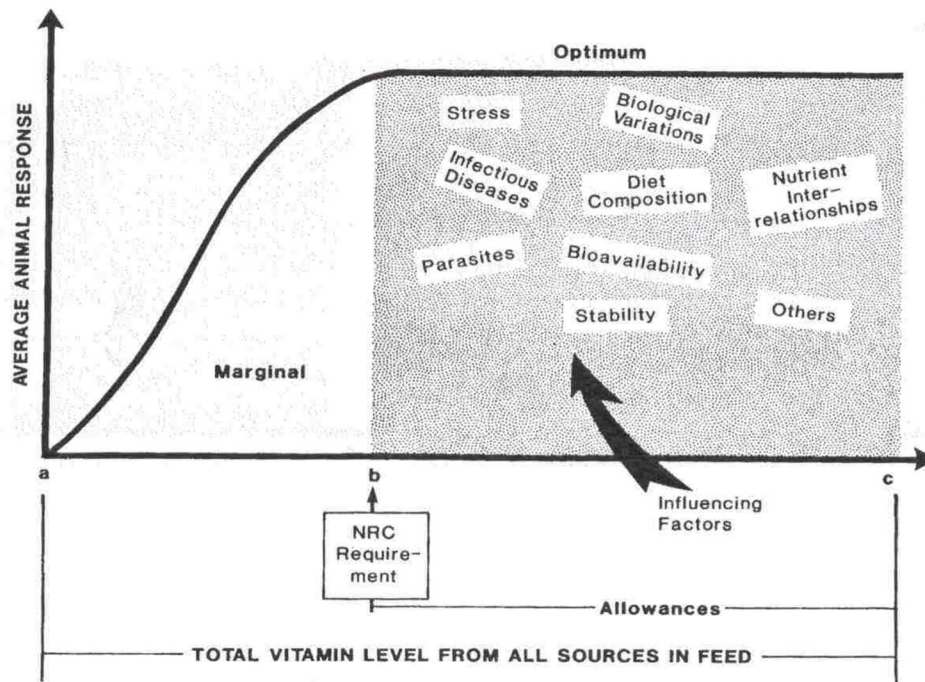 AVERAGE ANIMAL RESPONSE
Optimum
Stress
Biological
Variations
Infectious
Diseases
Diet
Composition
Nutrient
Inter-
relationships
Parasites
Bioavailability
Stability
Others
Marginal
a
b
c
NRC
Require-
ment
Influencing
Factors
Allowances
TOTAL VITAMIN LEVEL FROM ALL SOURCES IN FEED